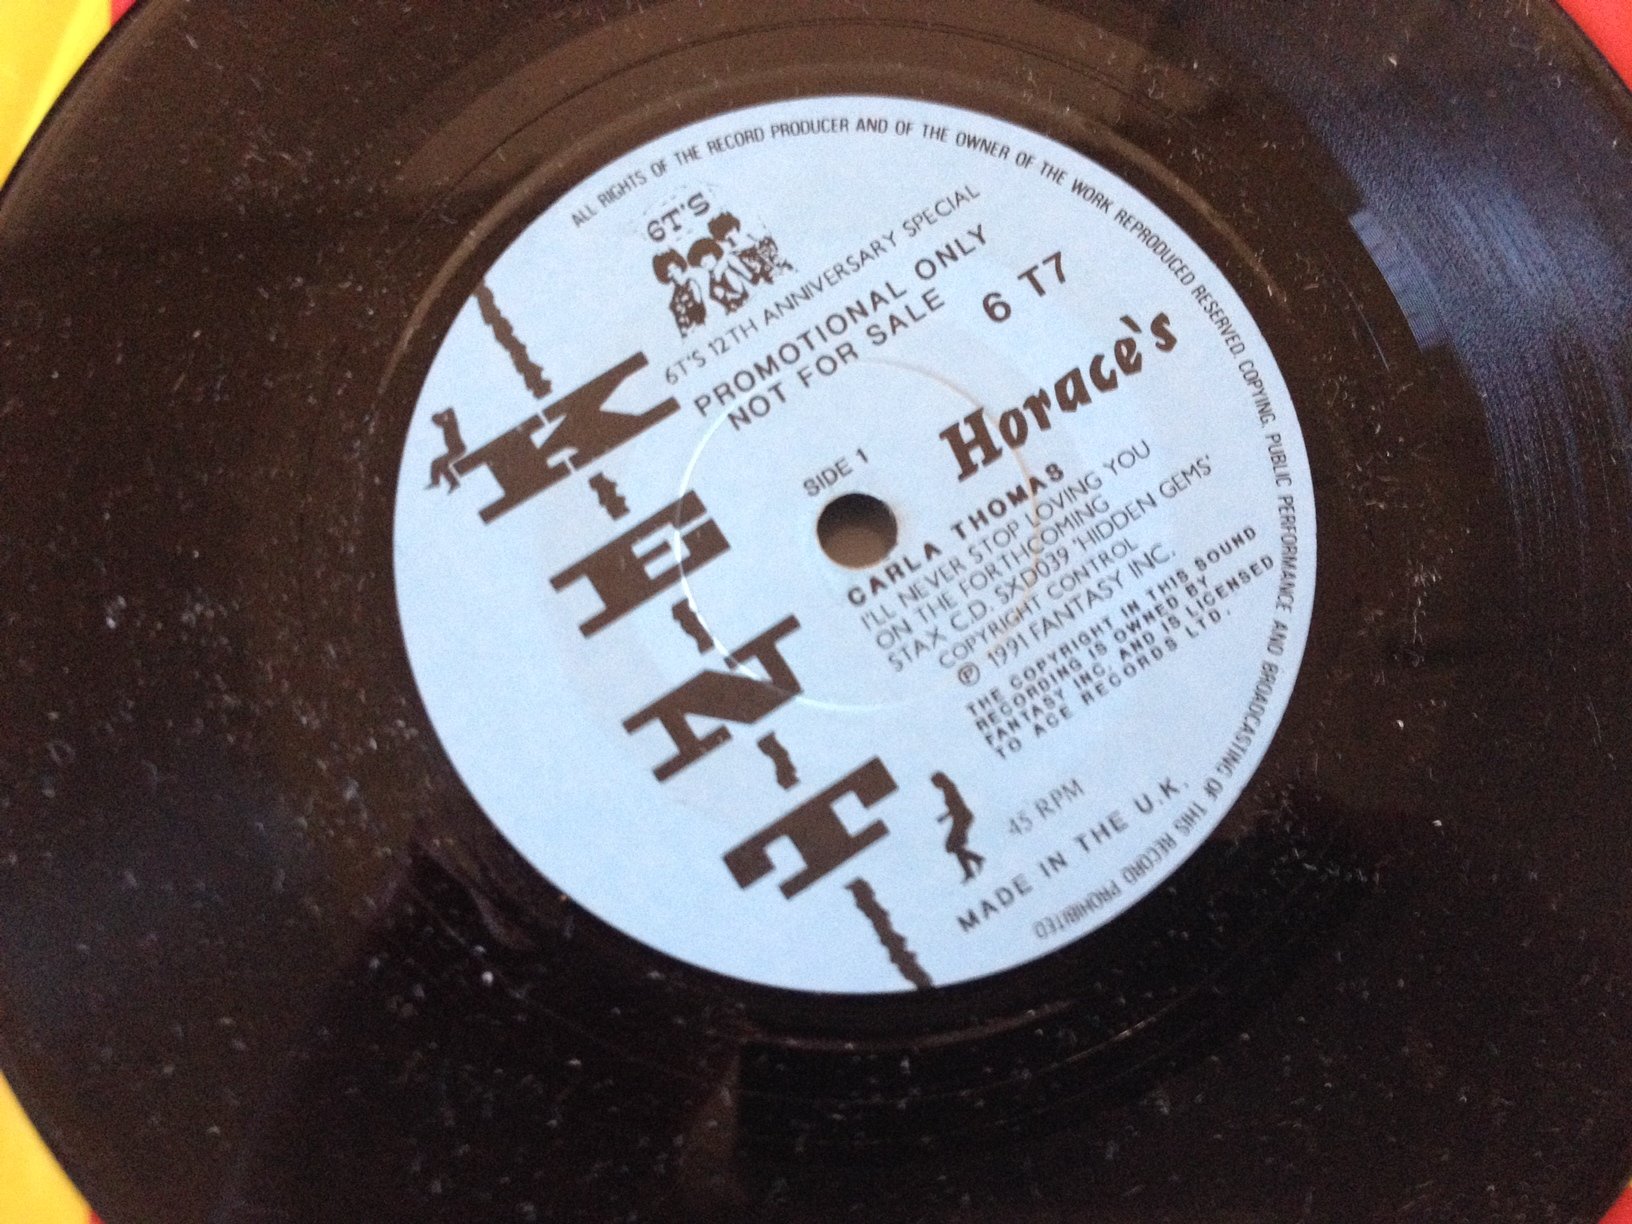 ALL RIGHTS OF THE RECORD PRODUCER AND OF THE OWNER OF THE WORK REPRODUCED RESERVED. COPYING, PUBLIC PERFORMANCE AND BROADCASTING OF THIS RECORD PROHIBITED
6T'S
6T'S 12TH ANNIVERSARY SPECIAL
PROMOTIONAL ONLY
NOT FOR SALE
6 T7
KENT
Horace's
SIDE 1
CARLA THOMAS
I'LL NEVER STOP LOVING YOU
ON THE FORTHCOMING
STAX C.D. SXD039 'HIDDEN GEMS'
COPYRIGHT CONTROL
℗ 1991 FANTASY INC.
THE COPYRIGHT IN THIS SOUND
RECORDING IS OWNED BY
FANTASY INC. AND IS LICENSED
TO ACE RECORDS LTD.
45 RPM
MADE IN THE U.K.